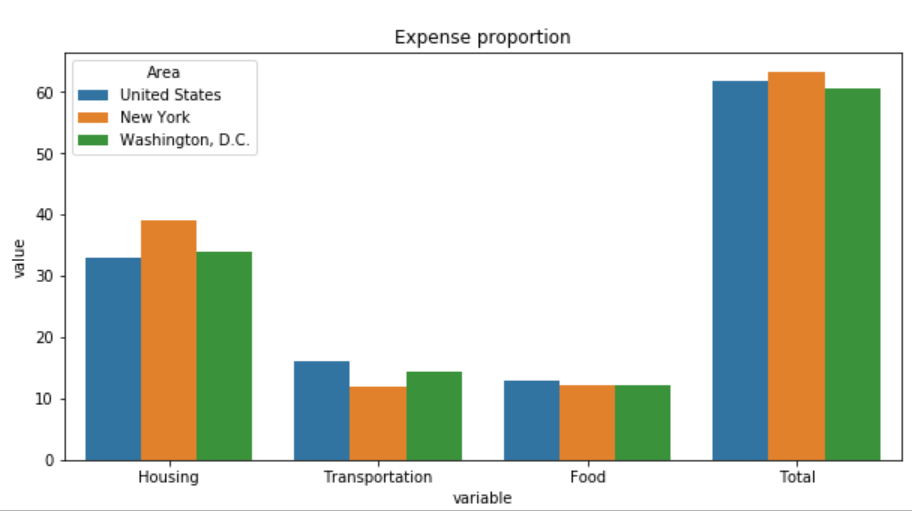 Expense proportion
Area
United States
New York
Washington, D.C.
value
60
50
40
30
20
10
0
Housing Transportation Food Total
variable